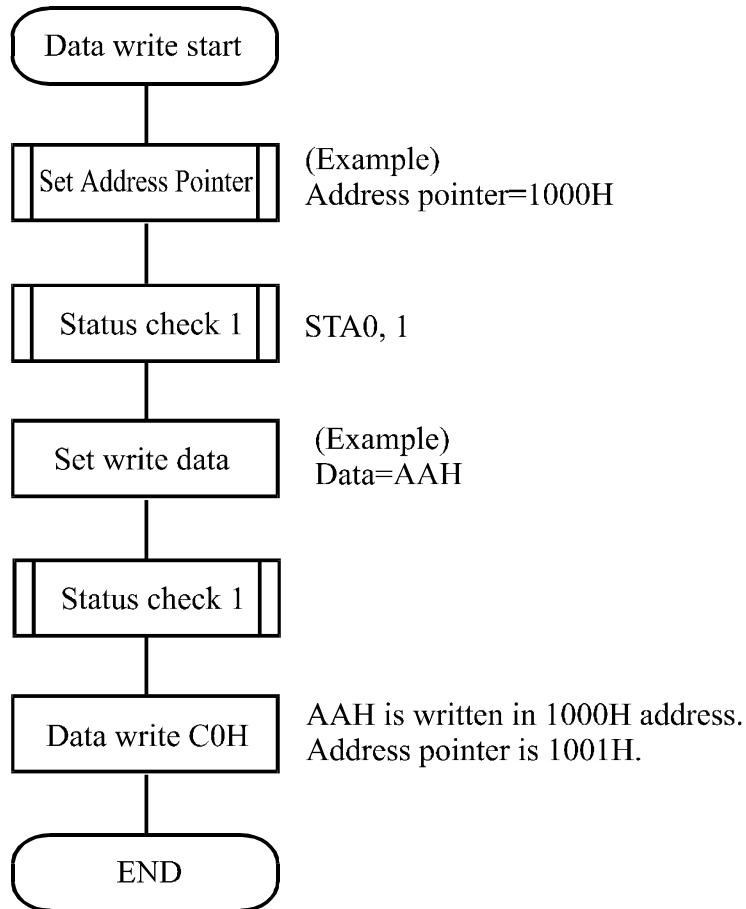 Data write start
(Example)
Set Address Pointer
Address pointer=1000H
Status check 1
STA0, 1
(Example)
Set write data
Data=AAH
Status check 1
AAH is written in 1000H address.
Data write C0H
Address pointer is 1001H.
END